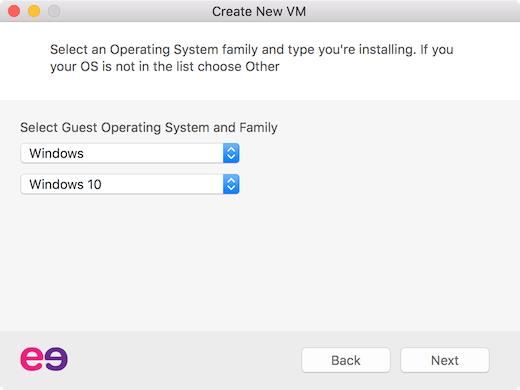 Create New VM
Select an Operating System family and type you're installing. If you
your OS is not in the list choose Other
Select Guest Operating System and Family
Windows
Windows 10
Back
Next